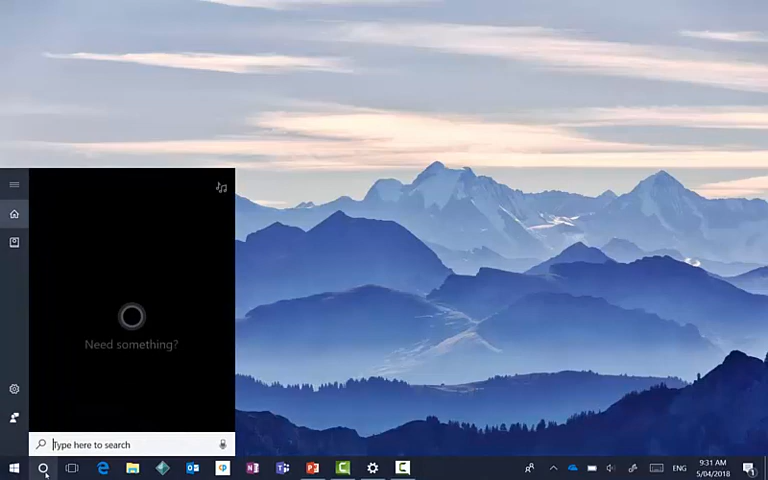 Need something?
Type here to search
ENG
9:31 AM
5/04/2018